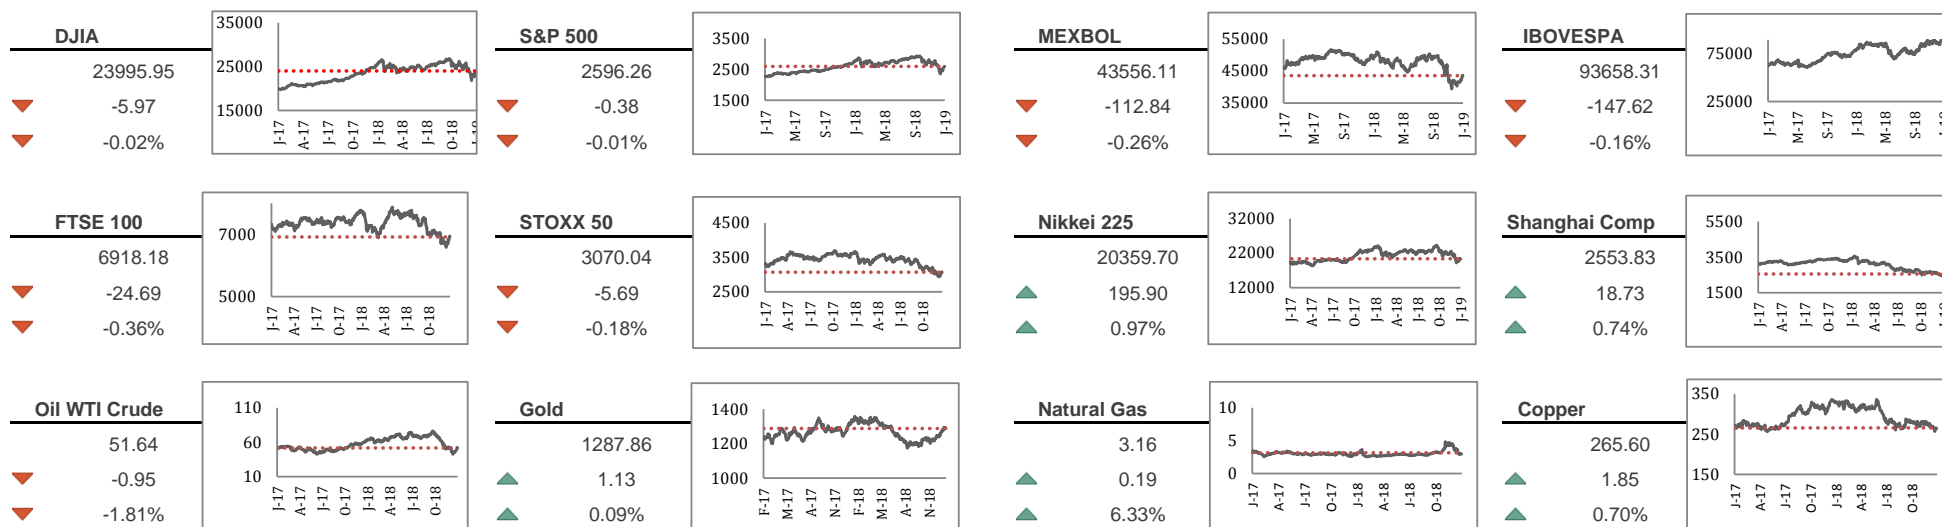 DJIA
23995.95
-5.97
-0.02%
35000
25000
15000
J-17
A-17
J-17
O-17
J-18
A-18
J-18
O-18
S&P 500
2596.26
-0.38
-0.01%
3500
2500
1500
J-17
M-17
S-17
J-18
M-18
S-18
J-19
MEXBOL
43556.11
-112.84
-0.26%
55000
45000
35000
J-17
M-17
S-17
J-18
M-18
S-18
J-19
IBOVESPA
93658.31
-147.62
-0.16%
75000
25000
J-17
M-17
S-17
J-18
M-18
S-18
FTSE 100
6918.18
-24.69
-0.36%
7000
5000
J-17
A-17
J-17
O-17
J-18
A-18
J-18
O-18
STOXX 50
3070.04
-5.69
-0.18%
4500
3500
2500
J-17
A-17
J-17
O-17
J-18
A-18
J-18
O-18
Nikkei 225
20359.70
195.90
0.97%
32000
22000
12000
J-17
A-17
J-17
O-17
J-18
A-18
J-18
O-18
J-19
Shanghai Comp
2553.83
18.73
0.74%
5500
3500
1500
J-17
A-17
J-17
O-17
J-18
A-18
J-18
O-18
Oil WTI Crude
51.64
-0.95
-1.81%
110
60
10
J-17
A-17
J-17
O-17
J-18
A-18
J-18
O-18
Gold
1287.86
1.13
0.09%
1400
1200
1000
F-17
M-17
A-17
N-17
F-18
M-18
A-18
N-18
Natural Gas
3.16
0.19
6.33%
10
5
0
J-17
A-17
J-17
O-17
J-18
A-18
J-18
O-18
Copper
265.60
1.85
0.70%
350
250
150
J-17
A-17
J-17
O-17
J-18
A-18
J-18
O-18